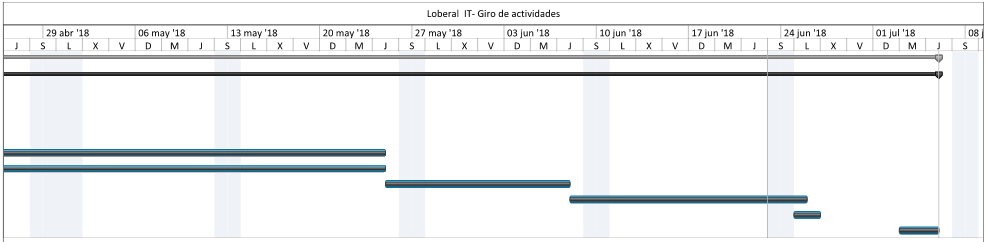 Loberal IT- Giro de actividades
29 abr '18 06 may '18 13 may '18 20 may '18 27 may '18 03 jun '18 10 jun '18 17 jun '18 24 jun '18 01 jul '18 08 j
J S L X V D M J S L X V D M J S L X V D M J S L X V D M J S L X V D M J S